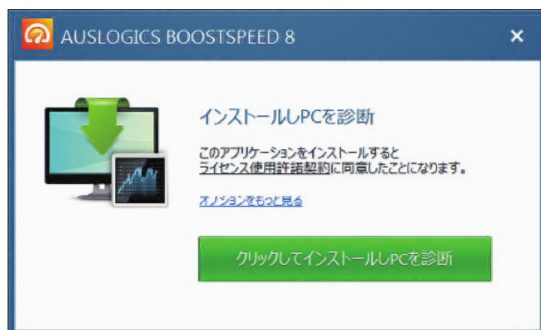 AUSLOGICS BOOSTSPEED 8
インストールしPCを診断
このアプリケーションをインストールすると
ライセンス使用許諾契約に同意したことになります。
オプションをもっと見る
クリックしてインストールしPCを診断